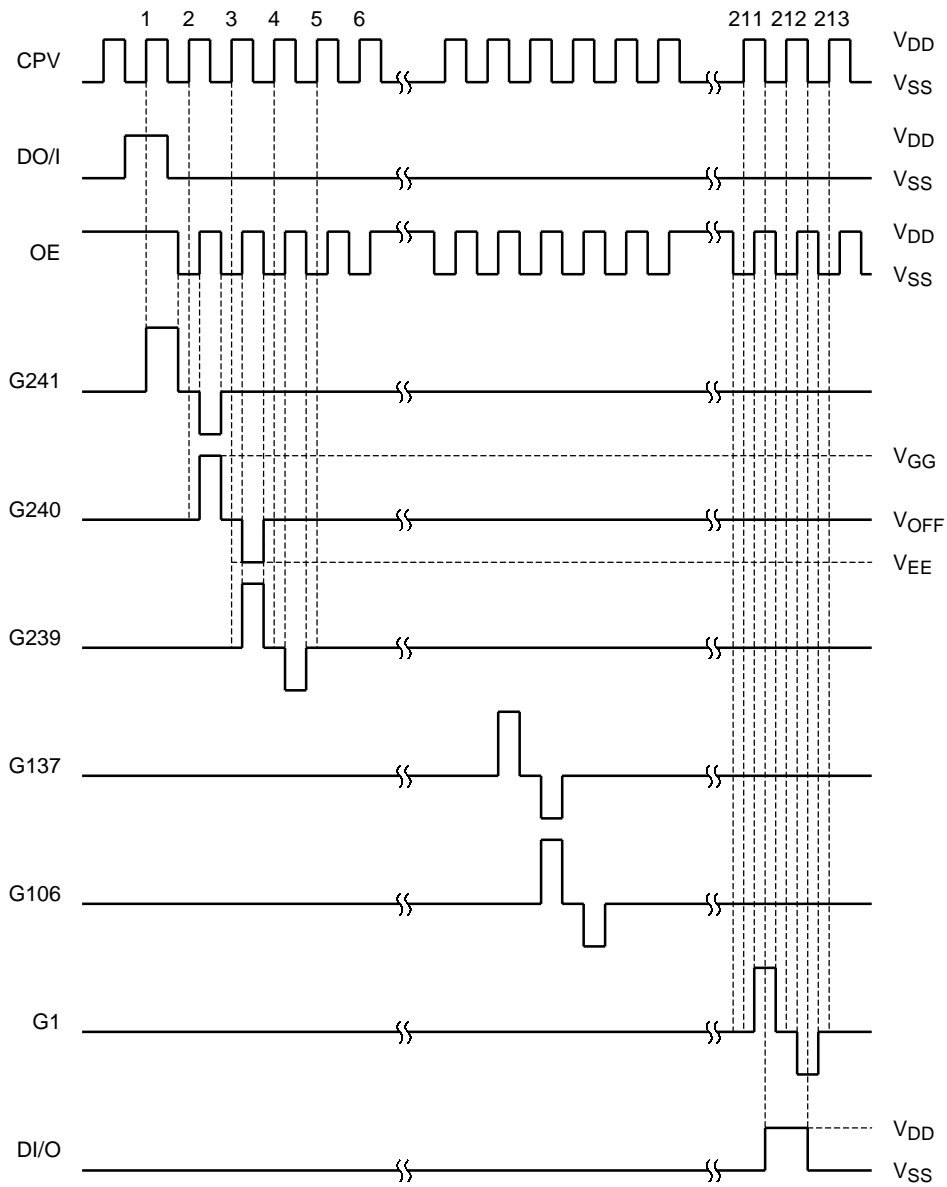 1 2 3 4 5 6 211 212 213
CPV VDD
VSS
DO/I VDD
VSS
OE VDD
VSS
G241
VGG
G240 VOFF
VEE
G239
G137
G106
G1
DI/O VDD
VSS